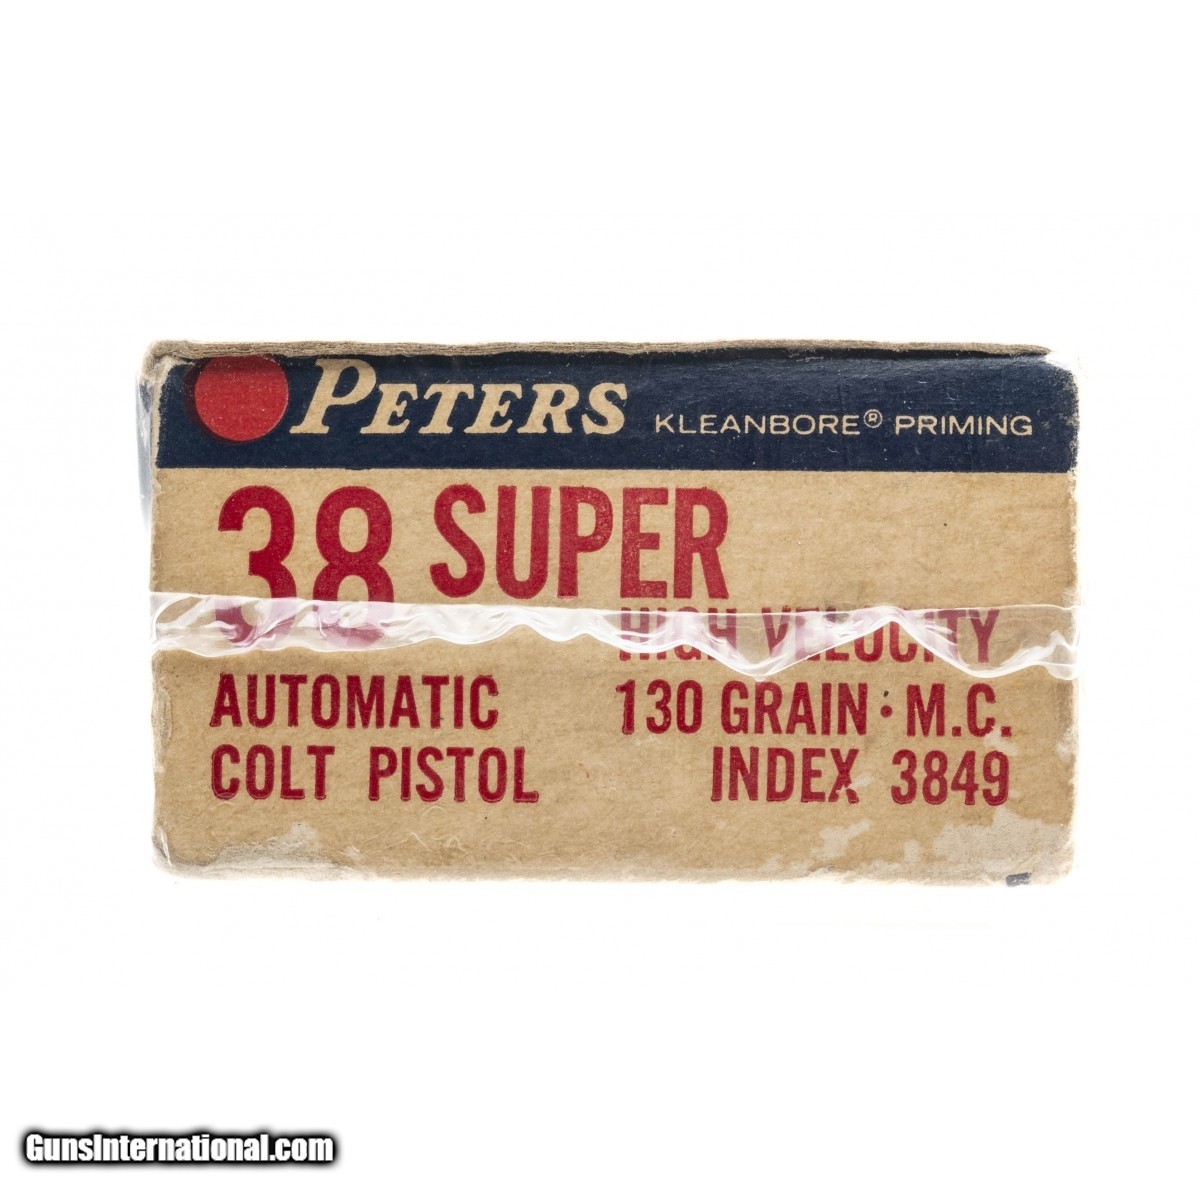 PETERS KLEANBORE® PRIMING
38 SUPER
HIGH VELOCITY
AUTOMATIC 130 GRAIN · M.C.
COLT PISTOL INDEX 3849
GunsInternational.com